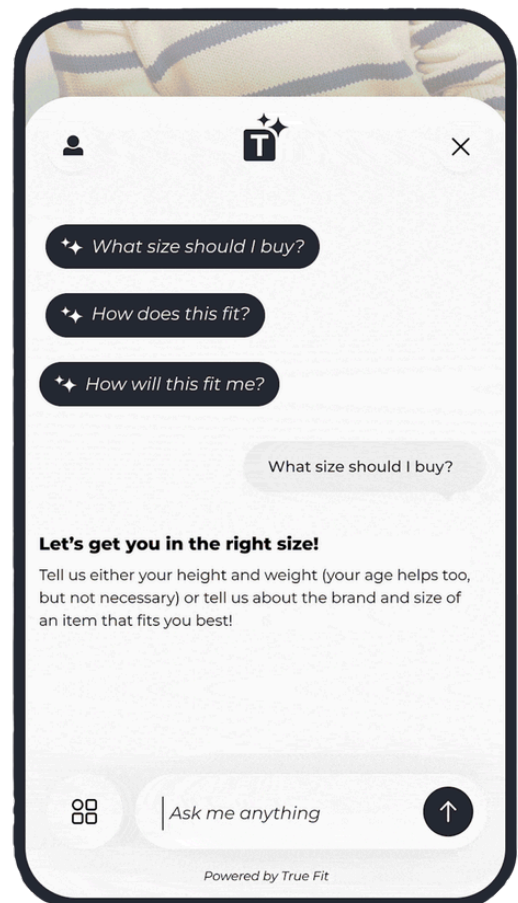 T
What size should I buy?
How does this fit?
How will this fit me?
What size should I buy?
Let’s get you in the right size!
Tell us either your height and weight (your age helps too,
but not necessary) or tell us about the brand and size of
an item that fits you best!
Ask me anything
Powered by True Fit